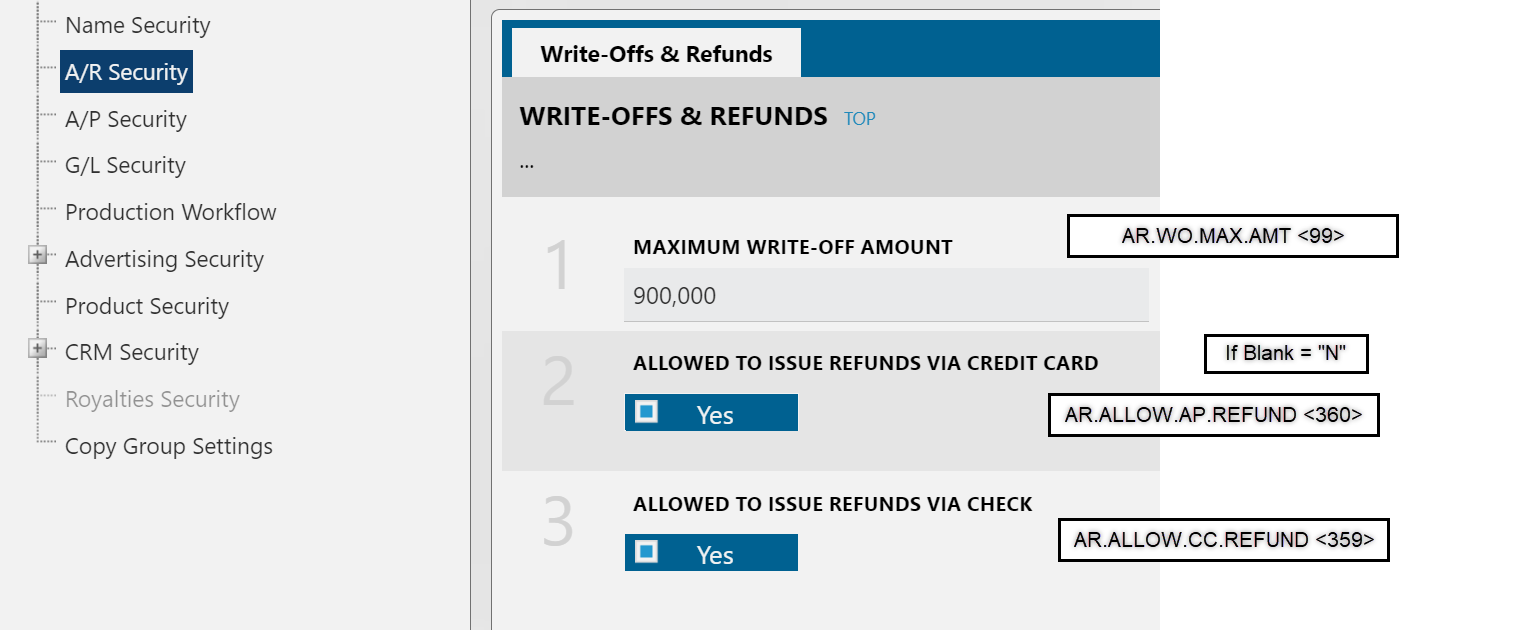 Name Security
A/R Security
A/P Security
G/L Security
Production Workflow
Advertising Security
Product Security
CRM Security
Royalties Security
Copy Group Settings
Write-Offs & Refunds
WRITE-OFFS & REFUNDS TOP
...
1
MAXIMUM WRITE-OFF AMOUNT
AR.WO.MAX.AMT <99>
900,000
2
ALLOWED TO ISSUE REFUNDS VIA CREDIT CARD
If Blank = "N"
Yes
AR.ALLOW.AP.REFUND <360>
3
ALLOWED TO ISSUE REFUNDS VIA CHECK
Yes
AR.ALLOW.CC.REFUND <359>